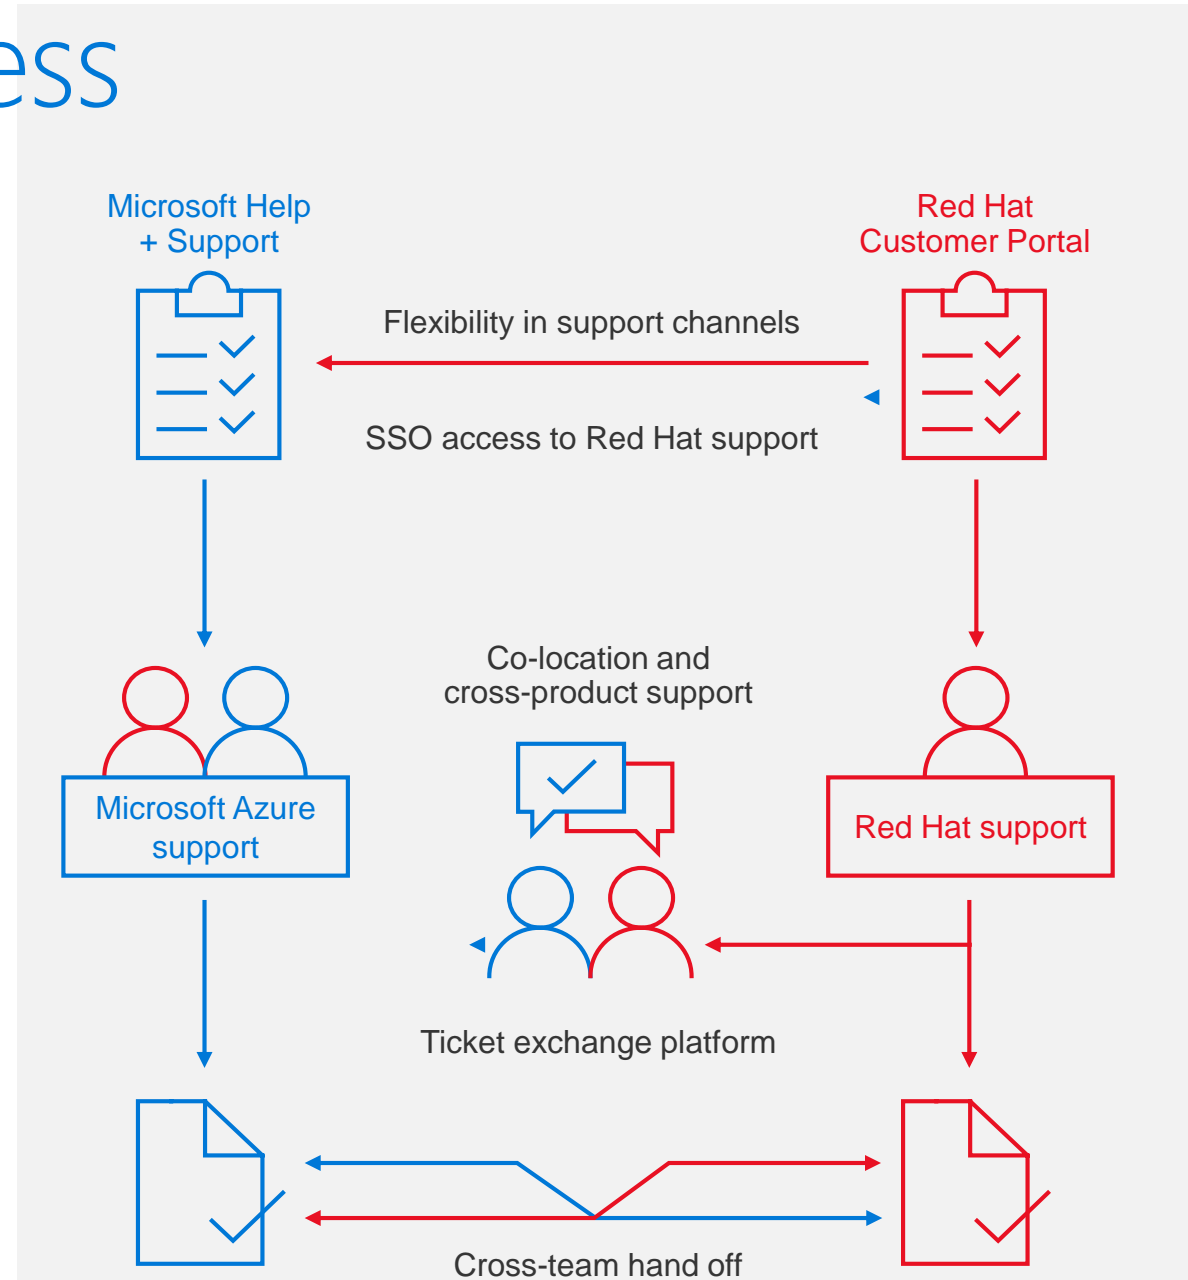 ess
Microsoft Help
+ Support
Red Hat
Customer Portal
Flexibility in support channels
SSO access to Red Hat support
Co-location and
cross-product support
Microsoft Azure
support
Red Hat support
Ticket exchange platform
Cross-team hand off